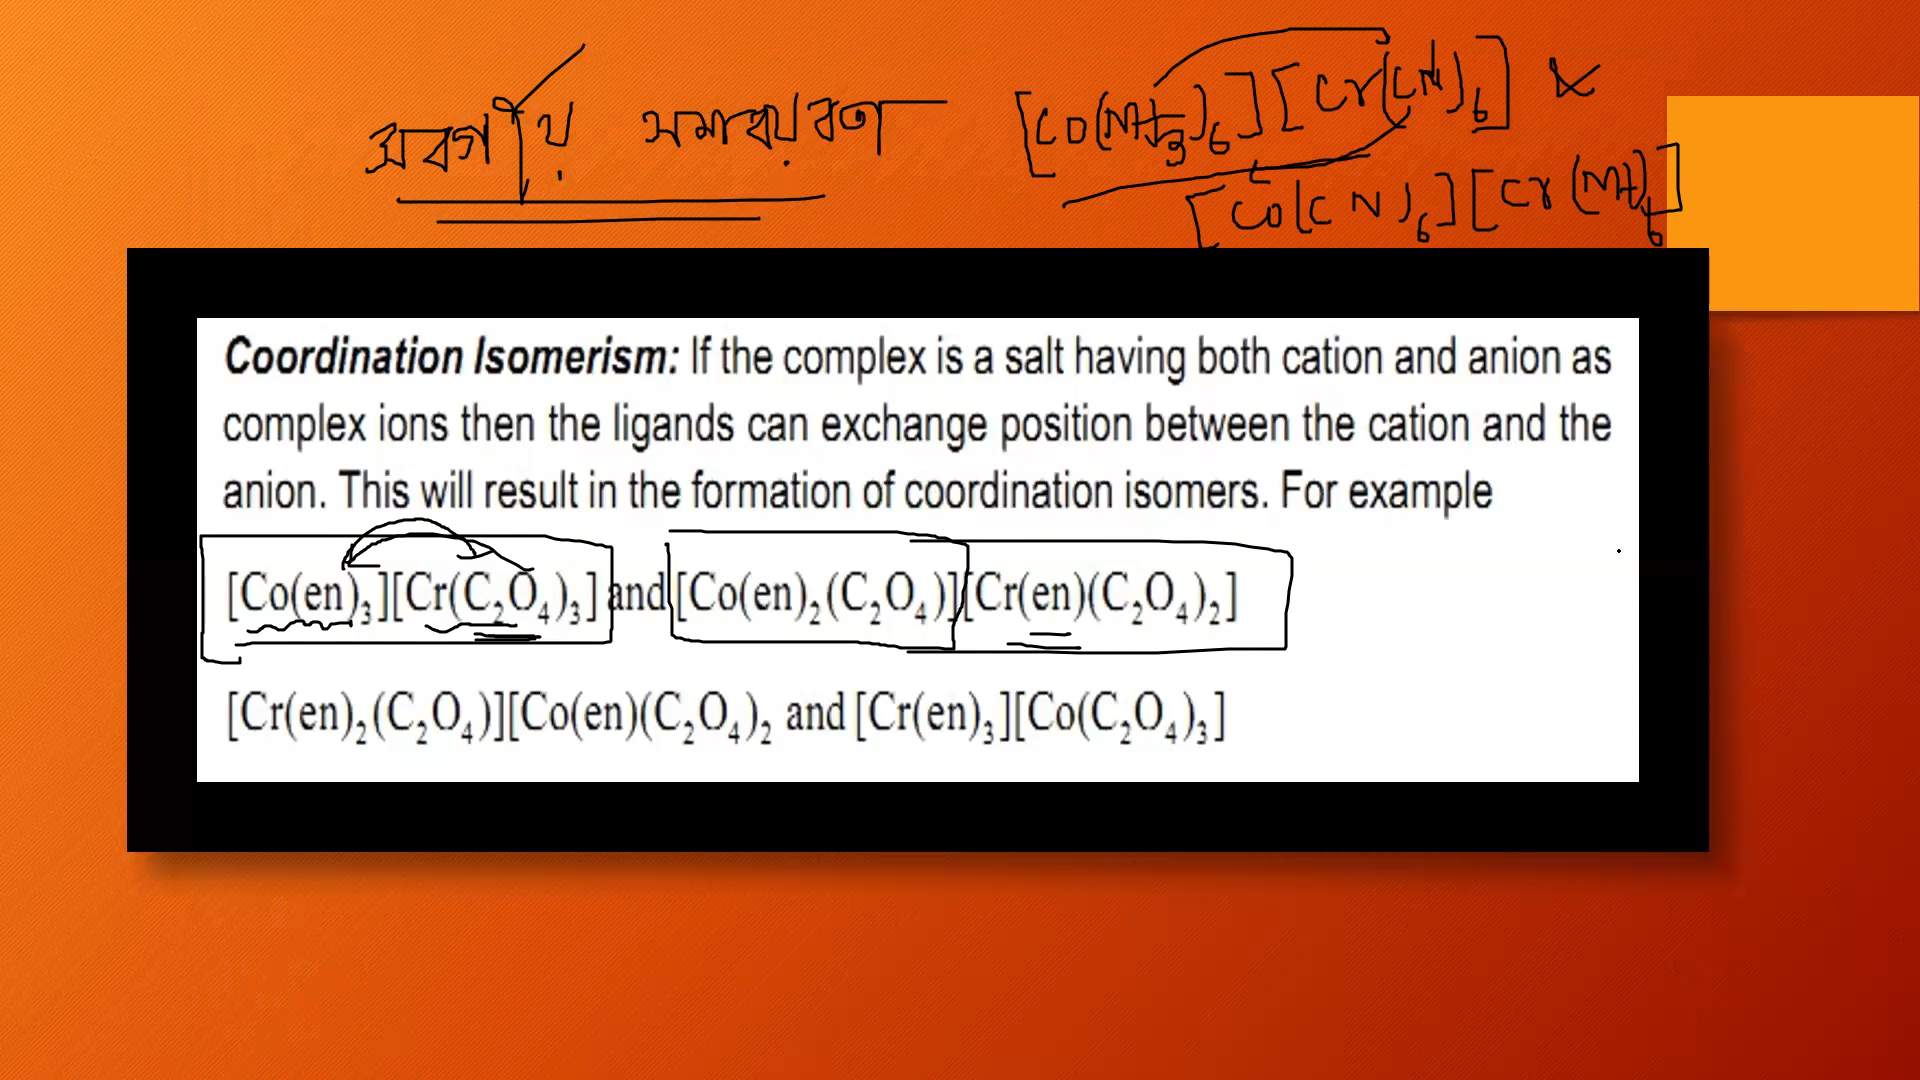 সবর্গীয় সমাবয়বতা [Co(NH3)6][Cr(CN)6] &
[Co(CN)6][Cr(NH)6]
Coordination Isomerism: If the complex is a salt having both cation and anion as
complex ions then the ligands can exchange position between the cation and the
anion. This will result in the formation of coordination isomers. For example
[Co(en)₃][Cr(C₂O₄)₃] and [Co(en)₂(C₂O₄)][Cr(en)(C₂O₄)₂]
[Cr(en)₂(C₂O₄)][Co(en)(C₂O₄)₂ and [Cr(en)₃][Co(C₂O₄)₃]